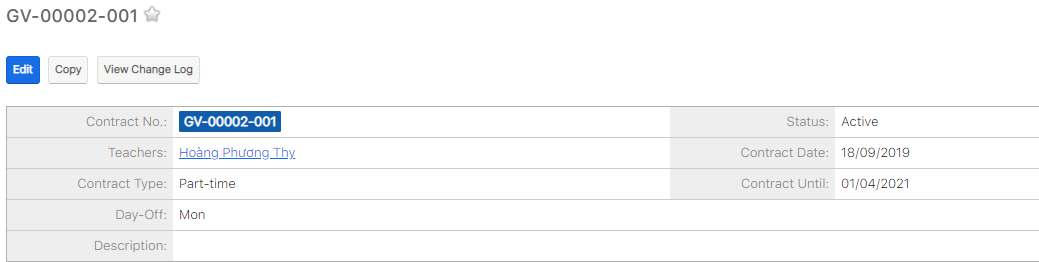 GV-00002-001
Edit Copy View Change Log
Contract No.: GV-00002-001 Status: Active
Teachers: Hoàng Phương Thy Contract Date: 18/09/2019
Contract Type: Part-time Contract Until: 01/04/2021
Day-Off: Mon
Description: